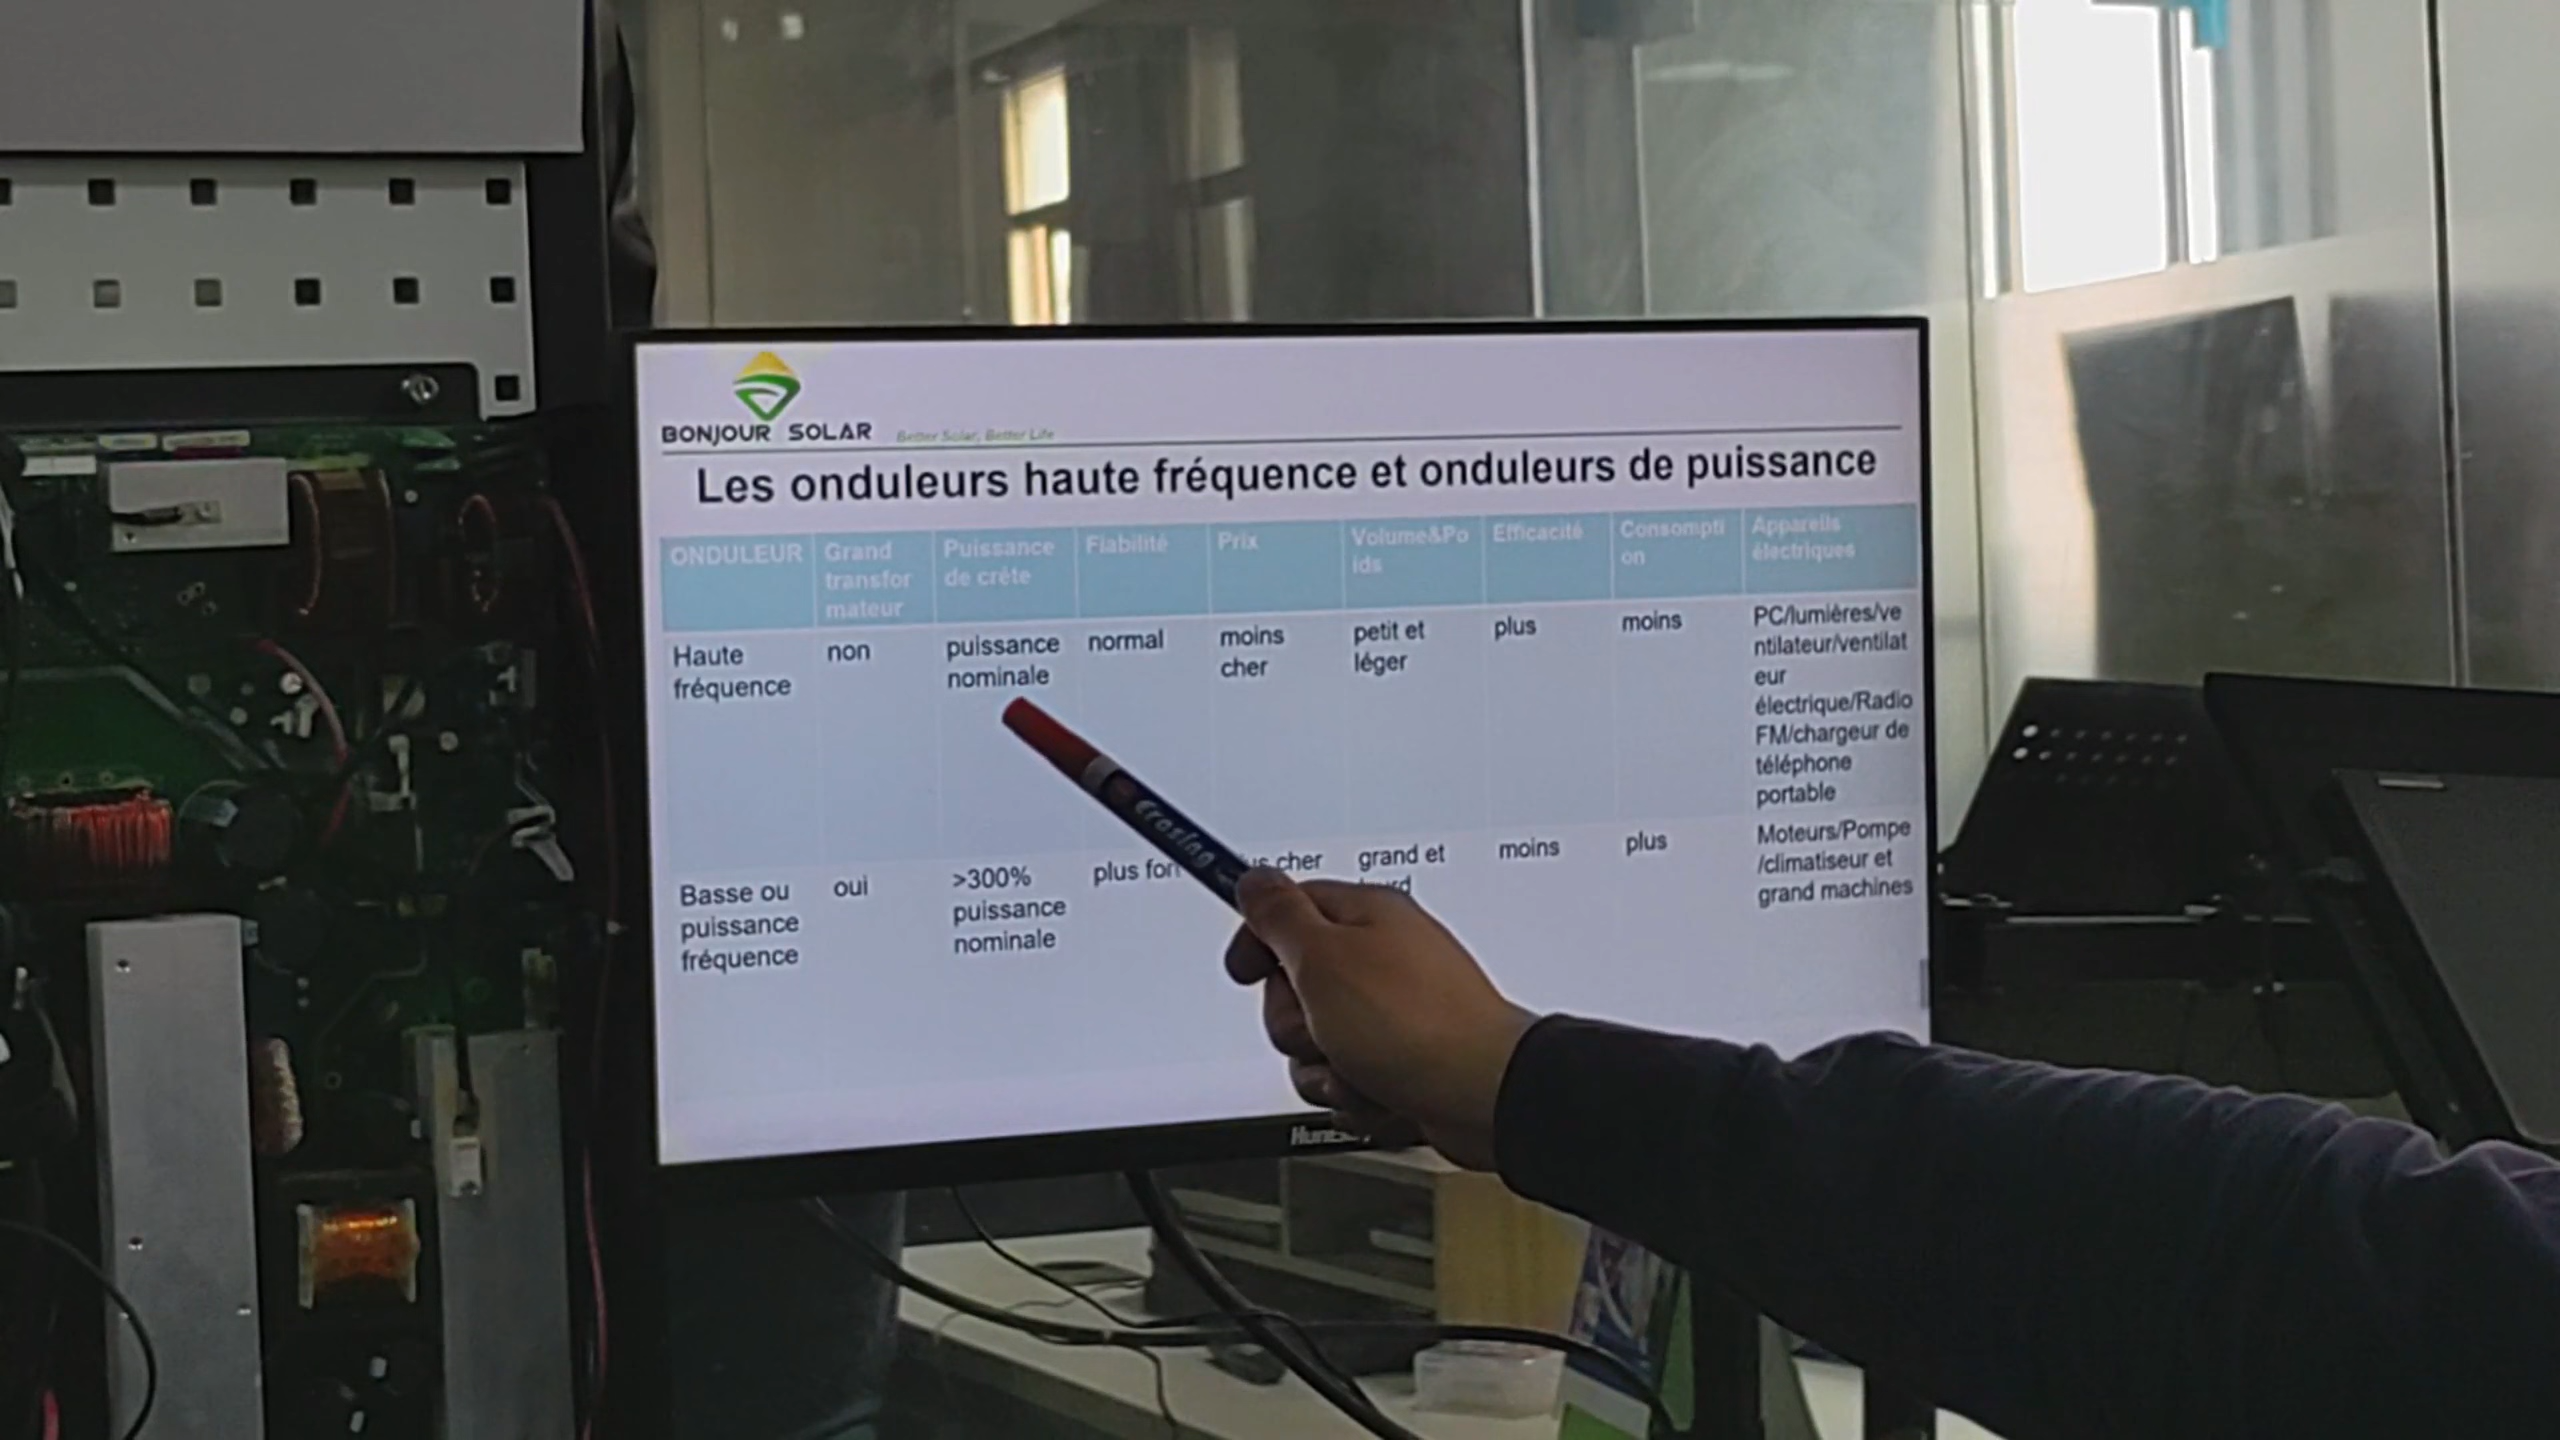 BONJOUR SOLAR
Better Solar, Better Life
Les onduleurs haute fréquence et onduleurs de puissance
ONDULEUR
Grand
transfor
mateur
Puissance
de crête
Fiabilité
Prix
Volume&Po
ids
Efficacité
Consompti
on
Appareils
électriques
Haute
fréquence
non
puissance
nominale
normal
moins
cher
petit et
léger
plus
moins
PC/lumières/ve
ntilateur/ventilat
eur
électrique/Radio
FM/chargeur de
téléphone
portable
Basse ou
puissance
fréquence
oui
>300%
puissance
nominale
plus
cher
grand et
moins
plus
Moteurs/Pompe
/climatiseur et
grand machines
Erasing